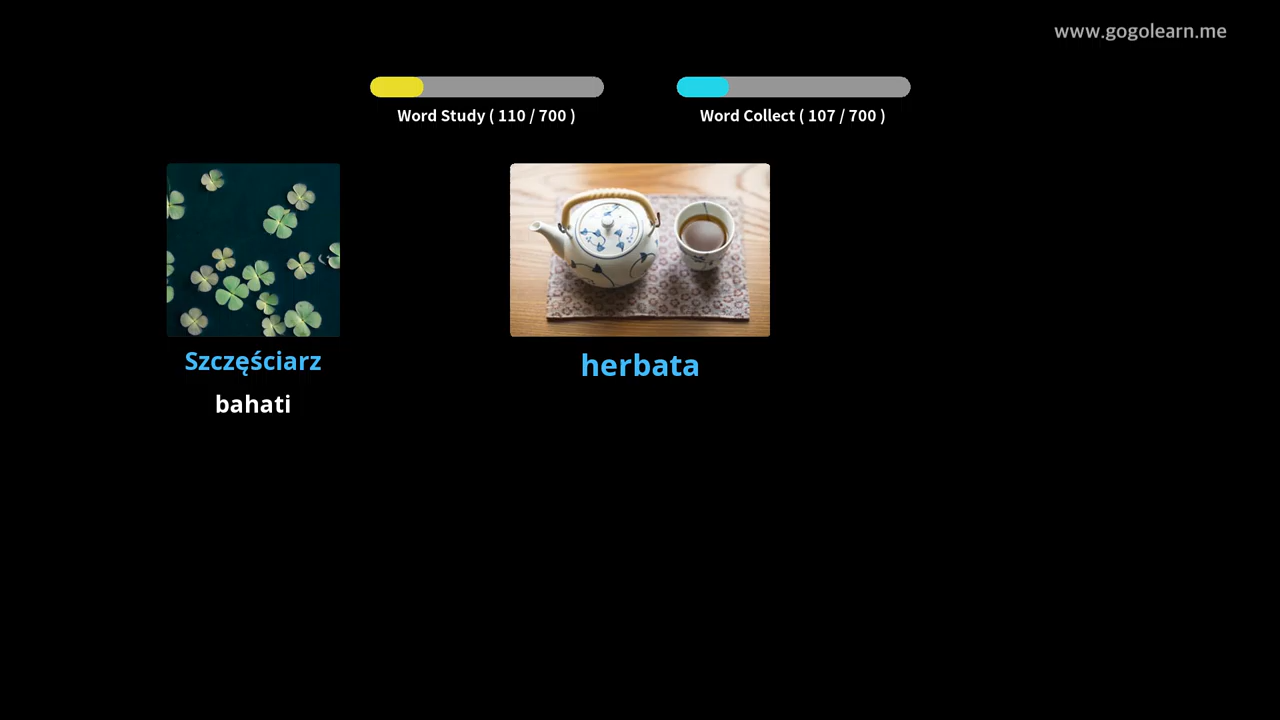 www.gogolearn.me
Word Study ( 110 / 700 )
Word Collect ( 107 / 700 )
Szczęściarz
bahati
herbata